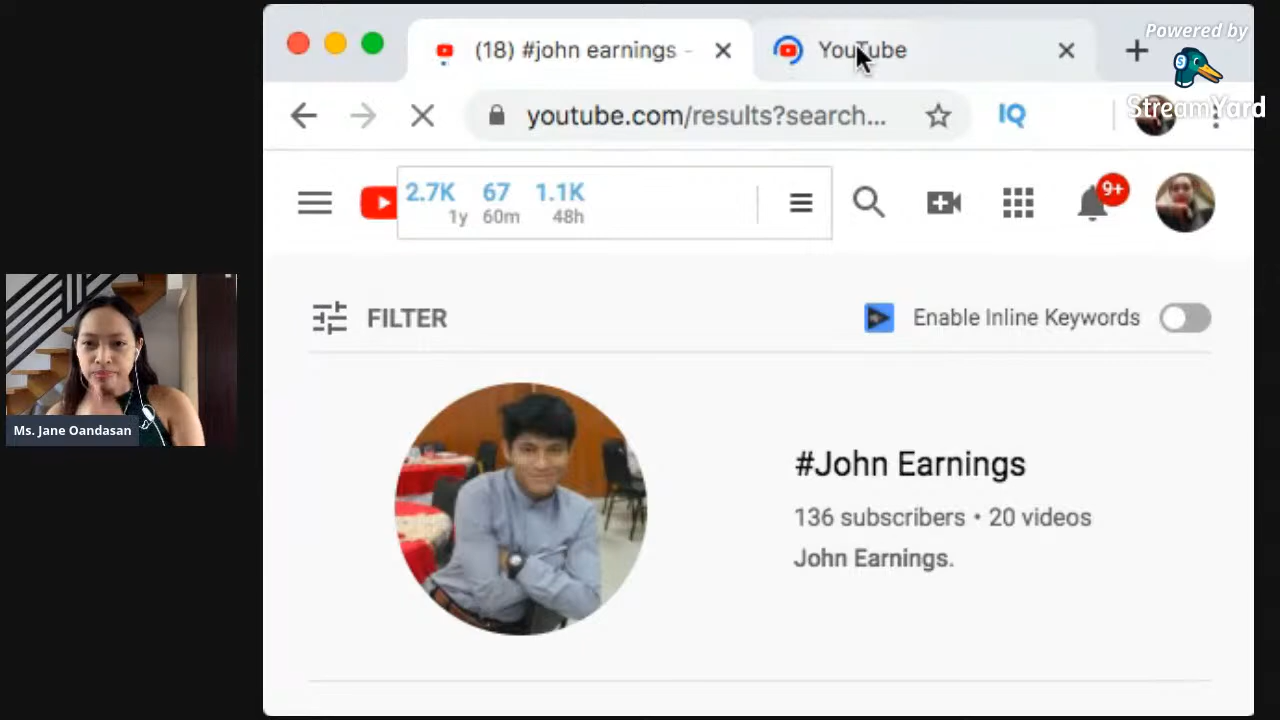 (18) #john earnings -
YouTube
Powered by
StreamYard
youtube.com/results?search...
IQ
2.7K 67 1.1K
1y 60m 48h
9+
FILTER
Enable Inline Keywords
#John Earnings
136 subscribers • 20 videos
John Earnings.
Ms. Jane Oandasan